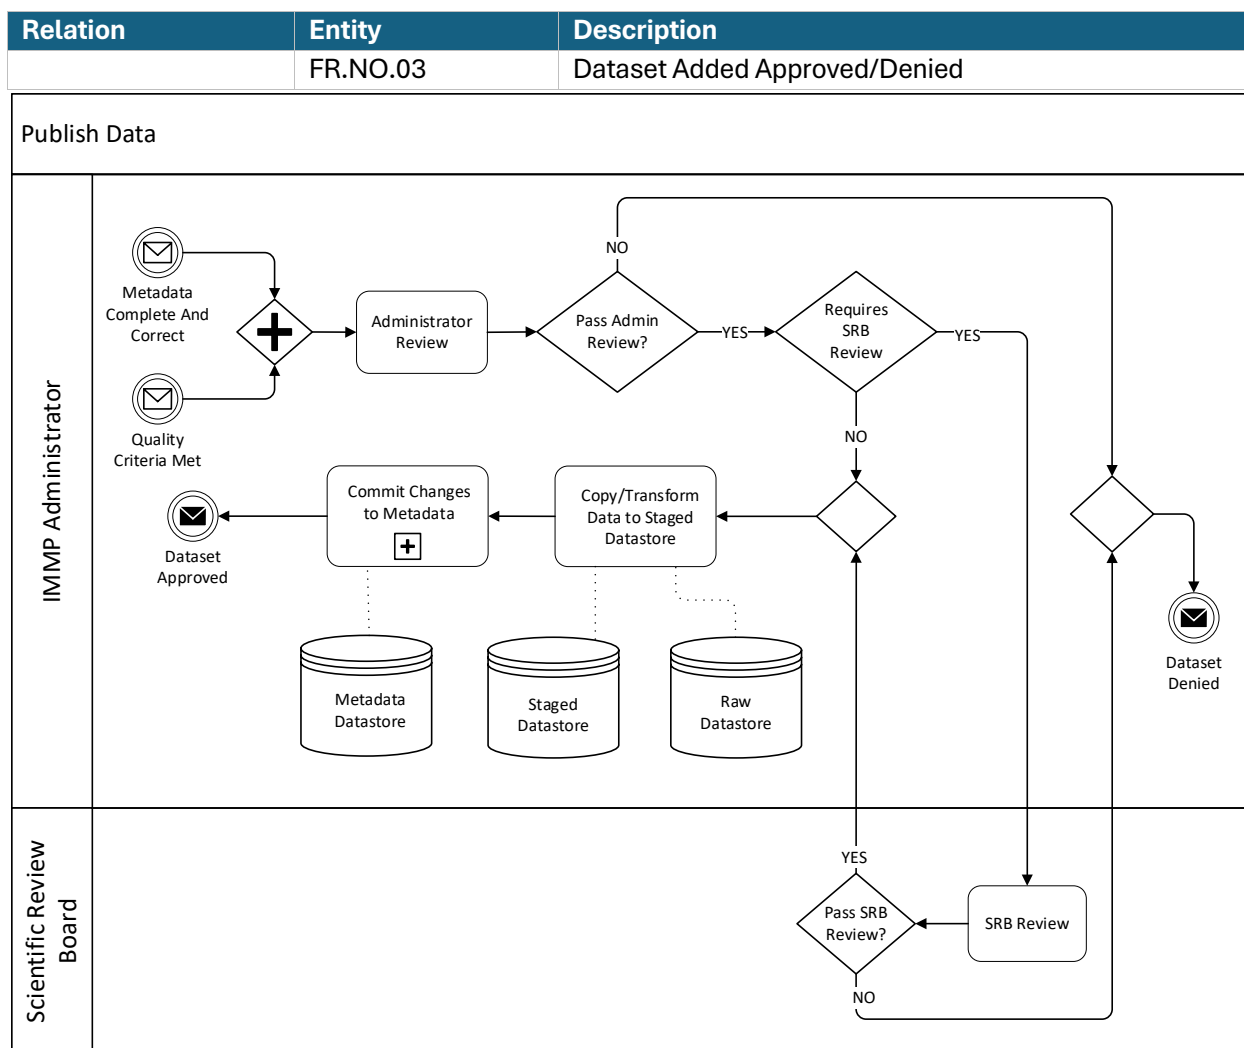 Relation Entity Description
FR.NO.03 Dataset Added Approved/Denied
Publish Data
IMMP Administrator
Metadata
Complete And
Correct
Quality
Criteria Met
Administrator
Review
NO
Pass Admin
Review?
YES
Requires
SRB
Review
YES
NO
Dataset
Approved
Commit Changes
to Metadata
Copy/Transform
Data to Staged
Datastore
Metadata
Datastore
Staged
Datastore
Raw
Datastore
Dataset
Denied
Scientific Review
Board
YES
Pass SRB
Review?
SRB Review
NO